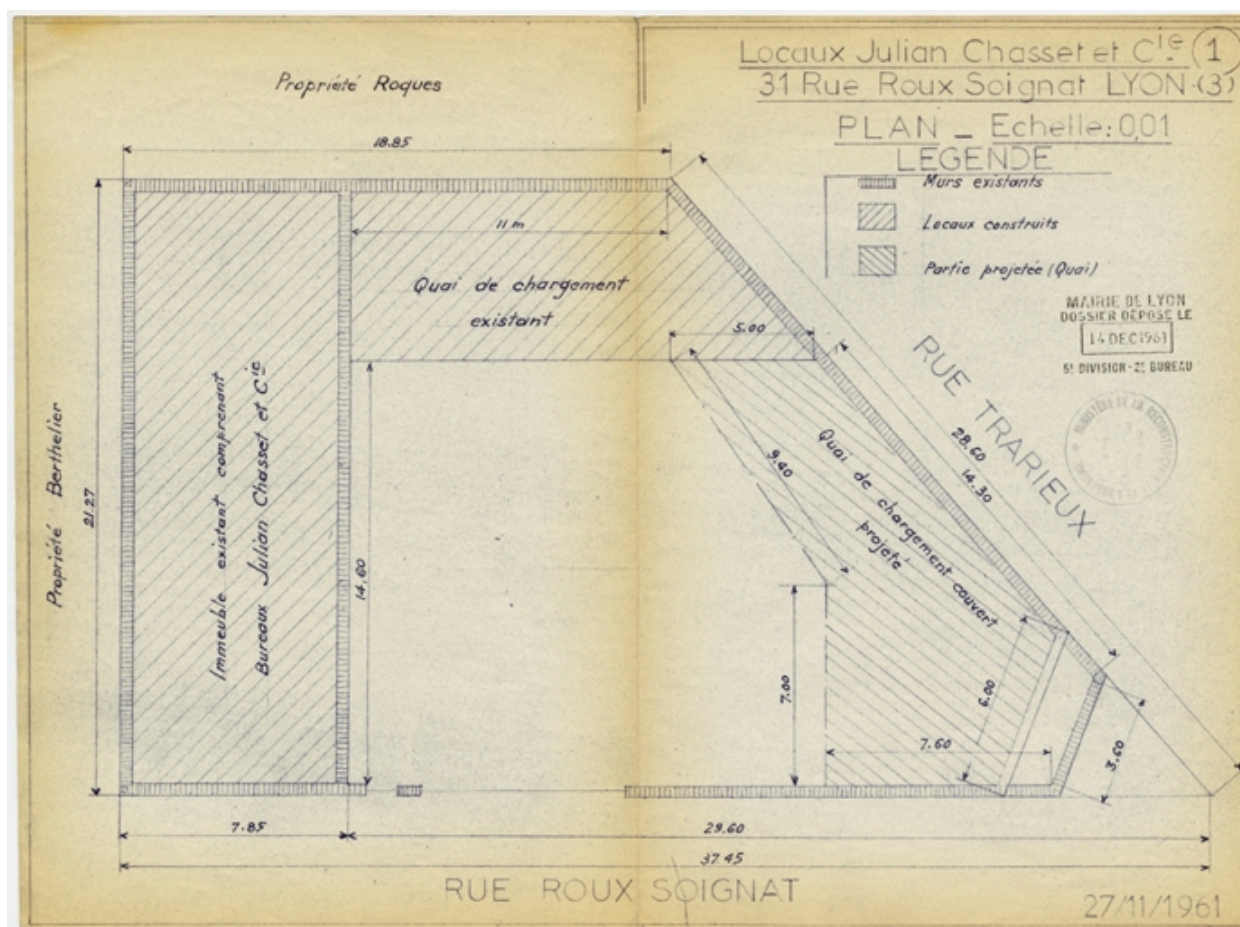 Locaux Julian Chasset et Cie 1
31 Rue Roux Soignat LYON-(3)
PLAN _ Echelle: 0,01
LEGENDE
Murs existants
Locaux construits
Partie projetée (Quai)
MAIRIE DE LYON
DOSSIER DÉPOSÉ LE
14 DEC 1961
5E DIVISION - 2E BUREAU
Propriété Roques
18.85
11 m
Quai de chargement
existant
5.00
RUE TRARIEUX
28.60
14.30
Propriété Berthelier
21.27
Immeuble existant comprenant
Bureaux Julian Chasset et Cie
14.60
9.40
Quai de chargement couvert
projeté
7.00
6.00
7.60
3.60
7.85
29.60
37.45
RUE ROUX SOIGNAT
27/11/1961